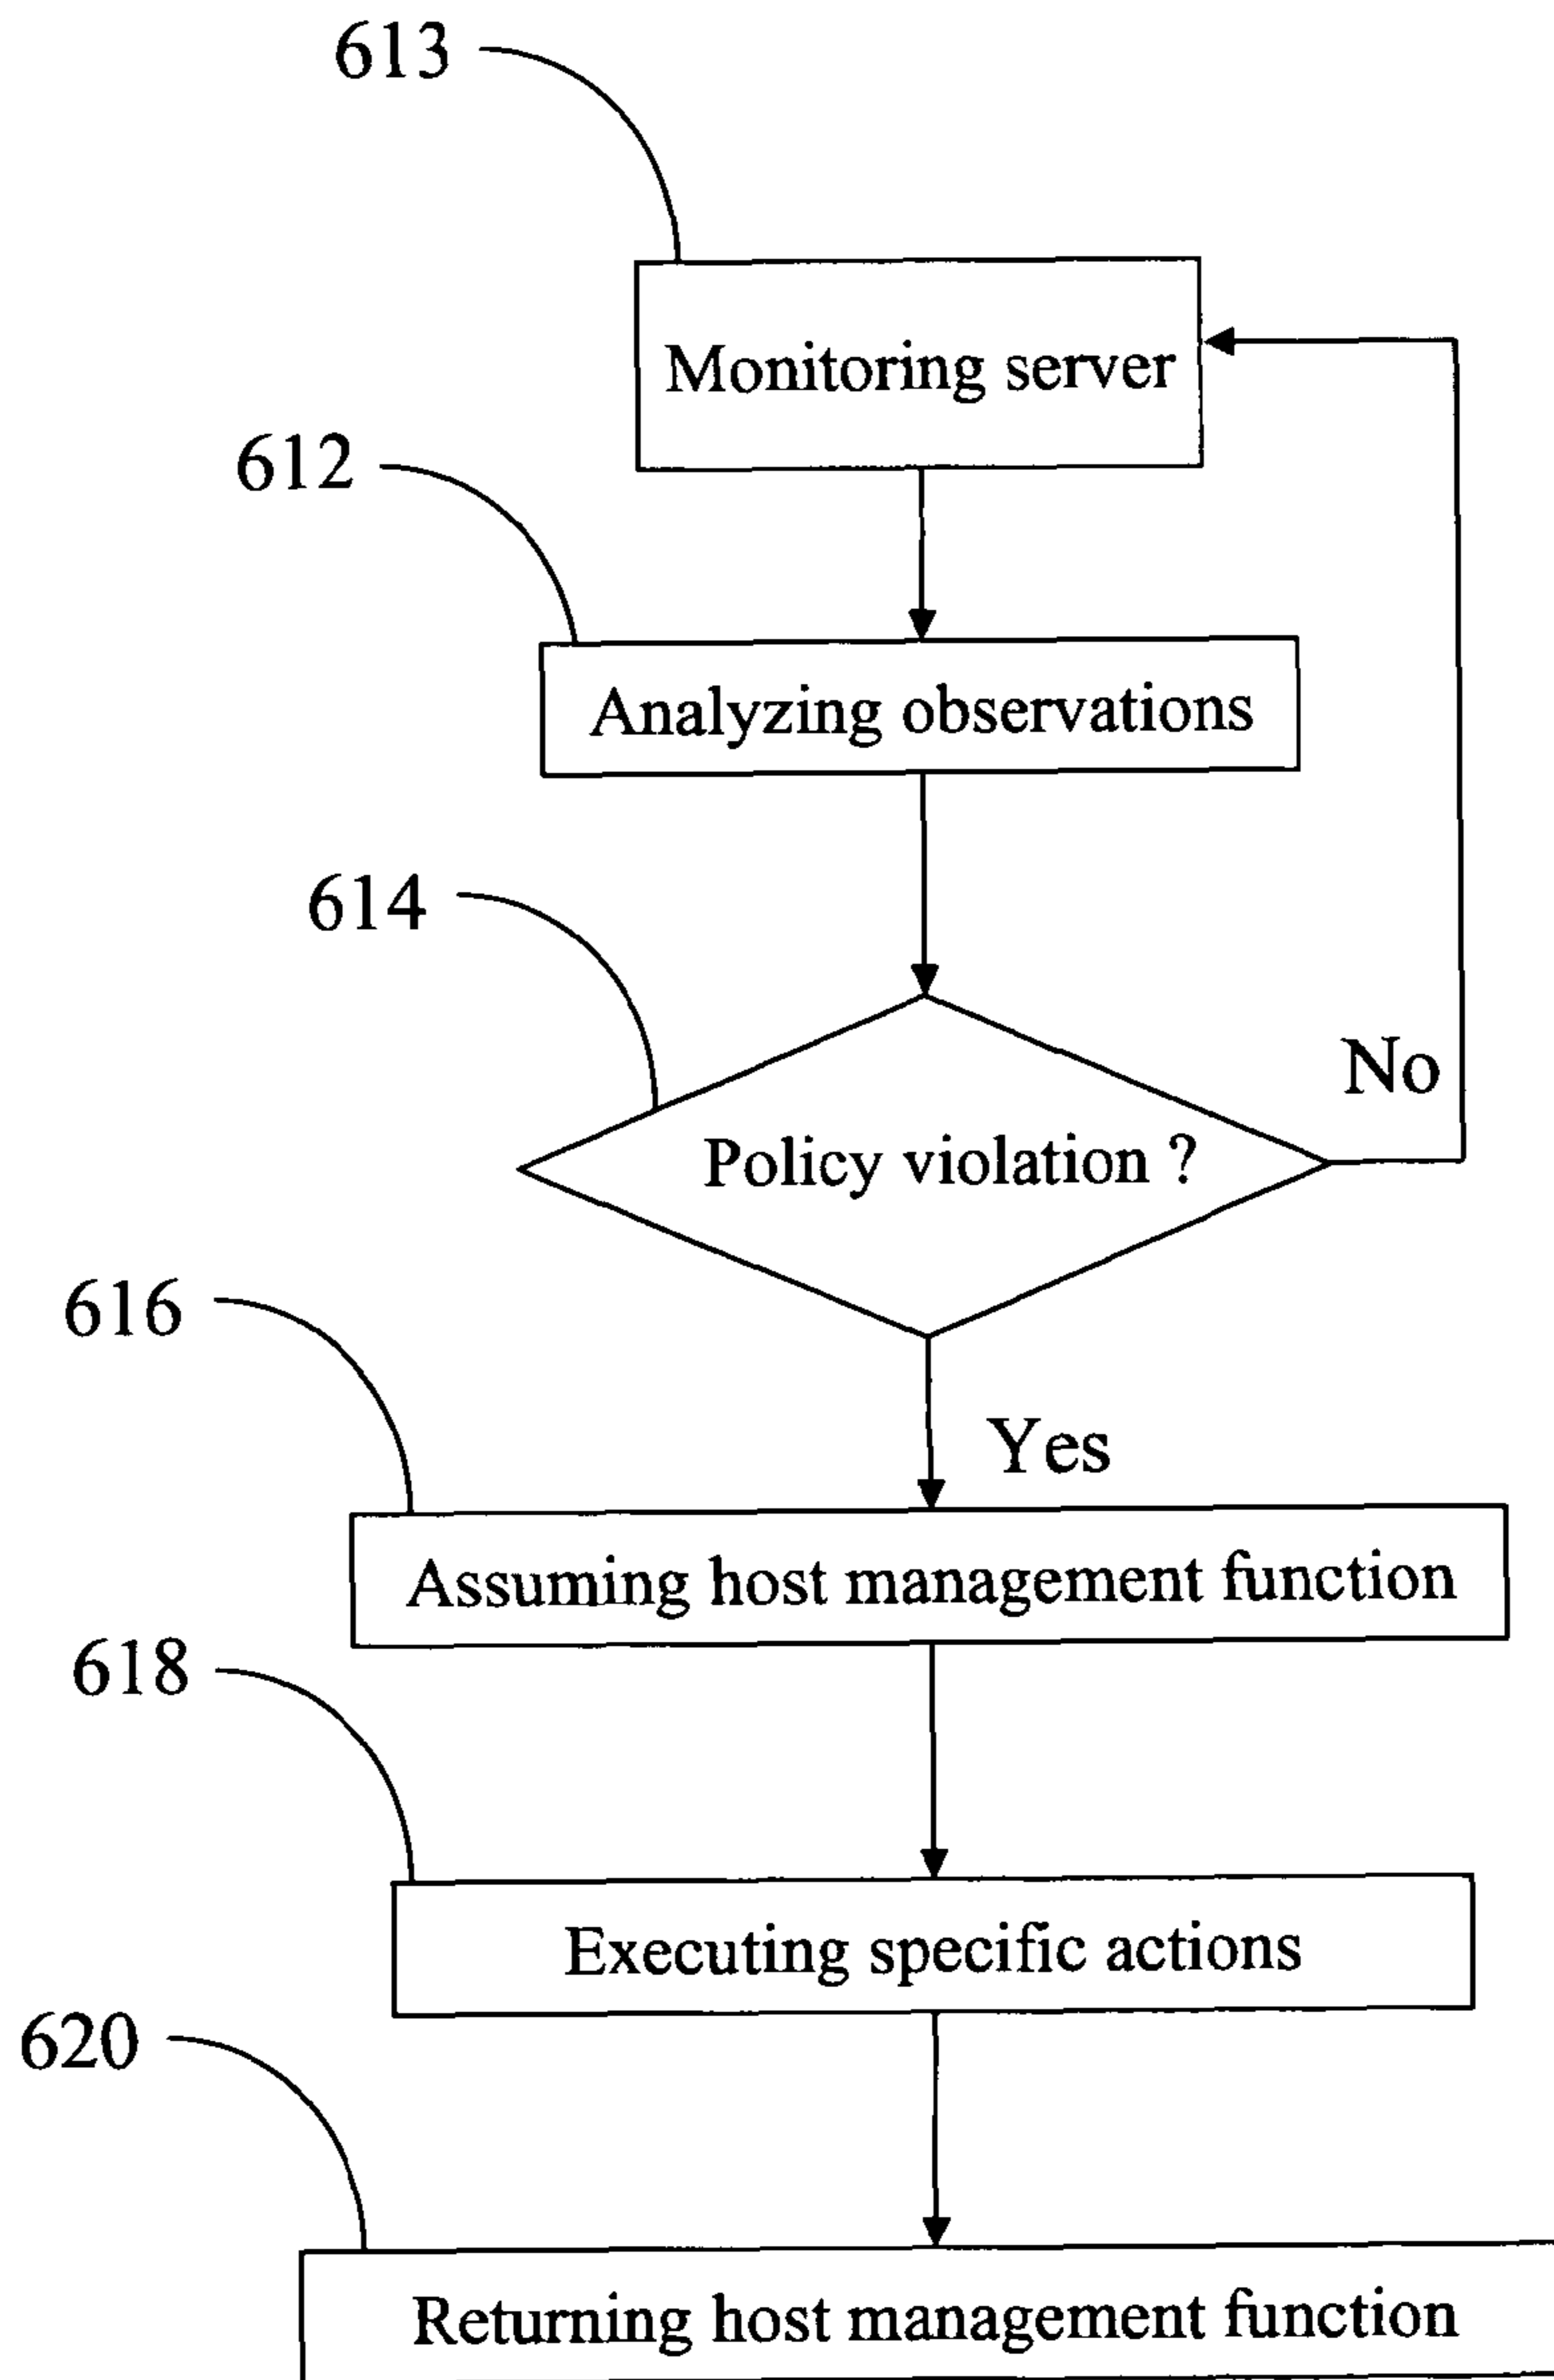 613
Monitoring server
612
Analyzing observations
614
No
Policy violation ?
616
Yes
Assuming host management function
618
Executing specific actions
620
Returning host management function